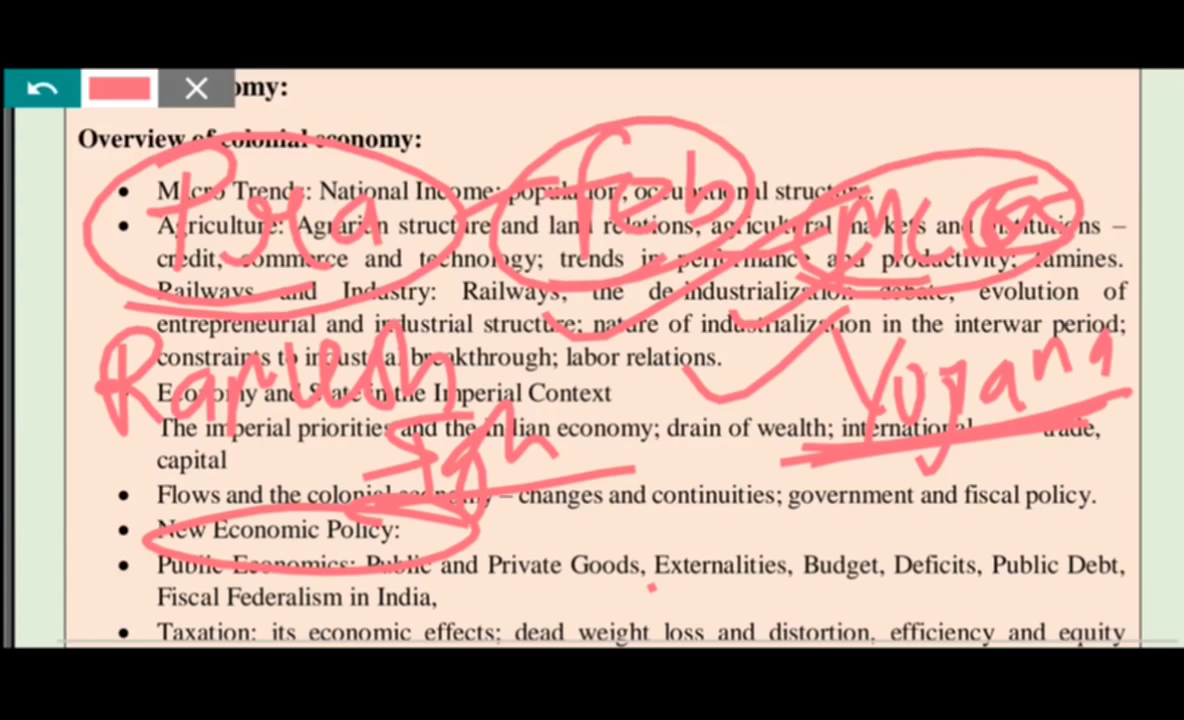 omy:
Overview of colonial economy:
• Macro Trends: National Income; population, occupational structure.
• Agriculture: Agrarian structure and land relations, agricultural markets and institutions –
credit, commerce and technology; trends in performance and productivity; famines.
Railways and Industry: Railways; the de-industrialization debate; evolution of
entrepreneurial and industrial structure; nature of industrialization in the interwar period;
constraints to industrial breakthrough; labor relations.
Economy and State in the Imperial Context
The imperial priorities and the Indian economy; drain of wealth; international trade,
capital
• Flows and the colonial economy – changes and continuities; government and fiscal policy.
• New Economic Policy:
• Public Economics: Public and Private Goods, Externalities, Budget, Deficits, Public Debt,
Fiscal Federalism in India,
• Taxation: its economic effects; dead weight loss and distortion, efficiency and equity
feb
Ramesh
Yojana